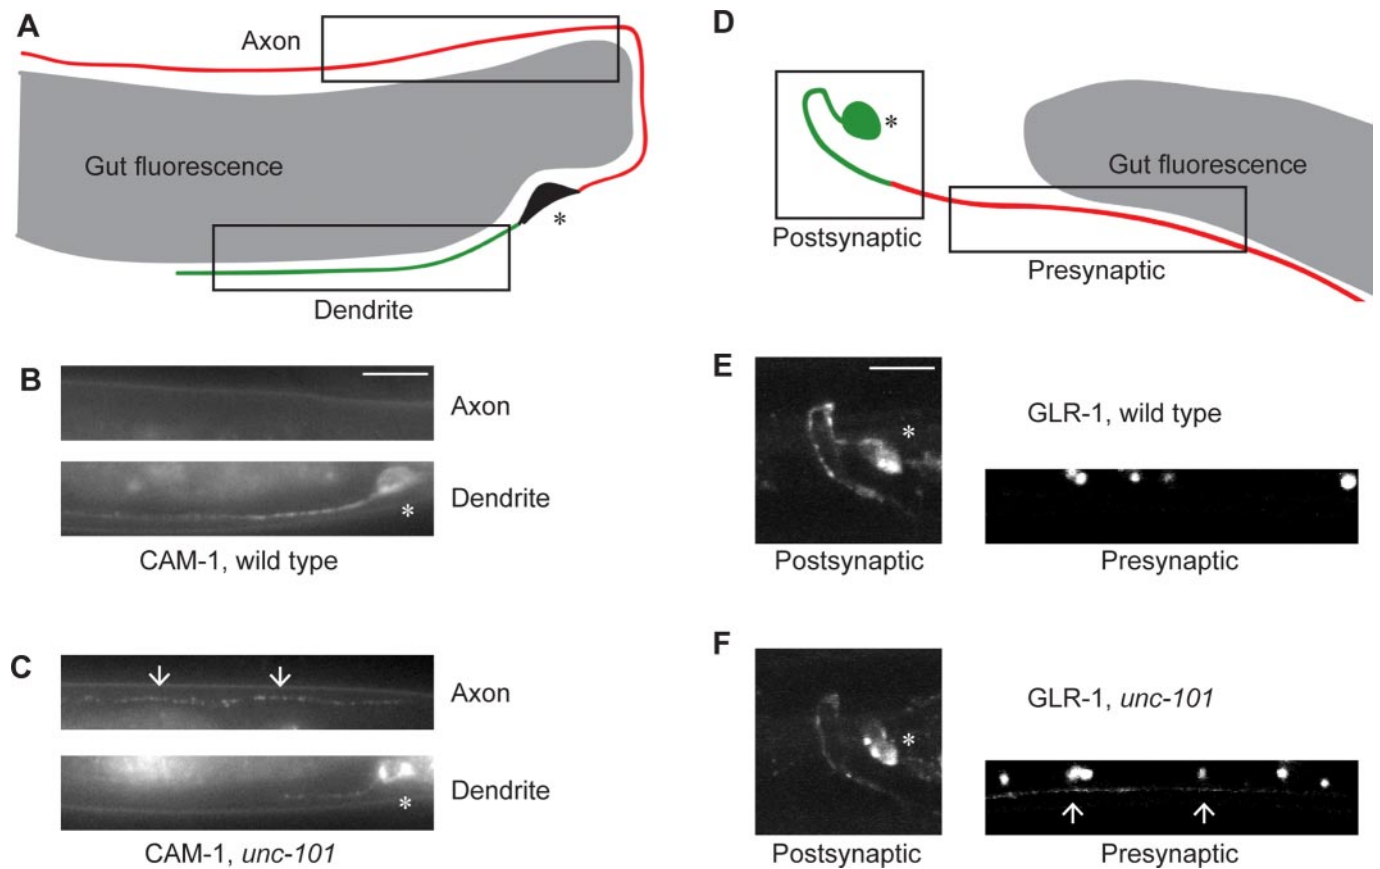 A
Axon
Gut fluorescence
*
Dendrite
B
Axon
Dendrite
*
CAM-1, wild type
C
Axon
Dendrite
*
CAM-1, unc-101
D
*
Gut fluorescence
Postsynaptic
Presynaptic
E
GLR-1, wild type
*
Postsynaptic
Presynaptic
F
GLR-1, unc-101
*
Postsynaptic
Presynaptic